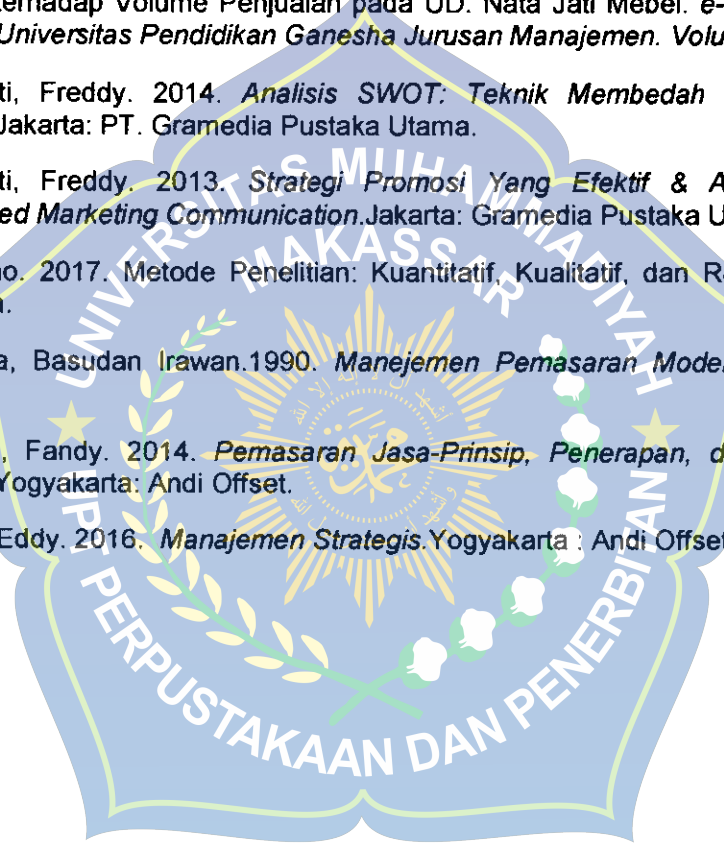 terhadap Volume Penjualan pada UD. Nata Jati Mebel. e-
Universitas Pendidikan Ganesha Jurusan Manajemen. Volu
ti, Freddy. 2014. Analisis SWOT: Teknik Membedah
Jakarta: PT. Gramedia Pustaka Utama.
ti, Freddy. 2013. Strategi Promosi Yang Efektif & A
ed Marketing Communication.Jakarta: Gramedia Pustaka U
no. 2017. Metode Penelitian: Kuantitatif, Kualitatif, dan R
a, Basudan Irawan.1990. Manejemen Pemasaran Mode
, Fandy. 2014. Pemasaran Jasa-Prinsip, Penerapan, d
Yogyakarta: Andi Offset.
Eddy. 2016. Manajemen Strategis.Yogyakarta : Andi Offset
UNIVERSITAS MUHAMMADIYAH
MAKASSAR
UPT PERPUSTAKAAN DAN PENERBITAN